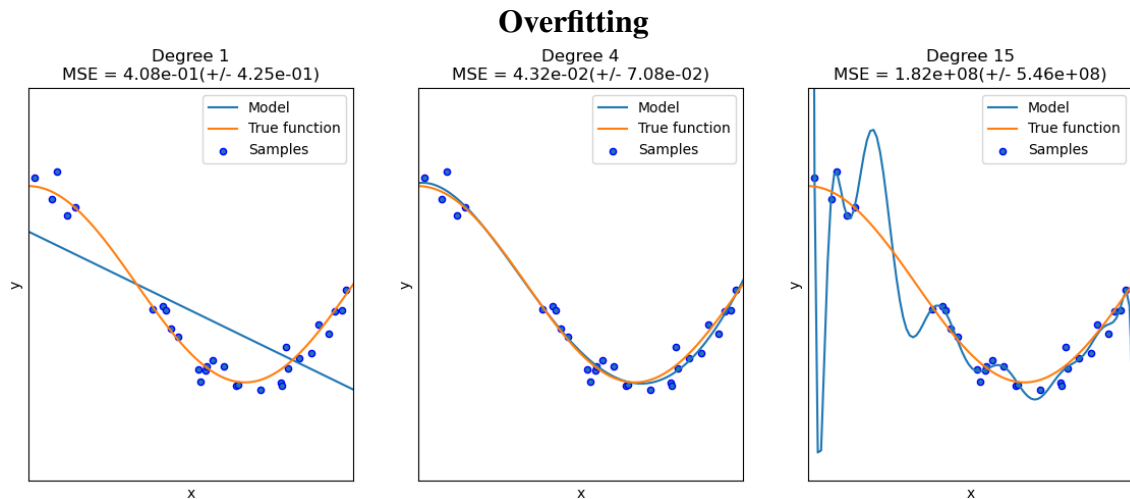 Overfitting
Degree 1
MSE = 4.08e-01(+/- 4.25e-01)
Model
True function
Samples
y
x
Degree 4
MSE = 4.32e-02(+/- 7.08e-02)
Model
True function
Samples
y
x
Degree 15
MSE = 1.82e+08(+/- 5.46e+08)
Model
True function
Samples
y
x